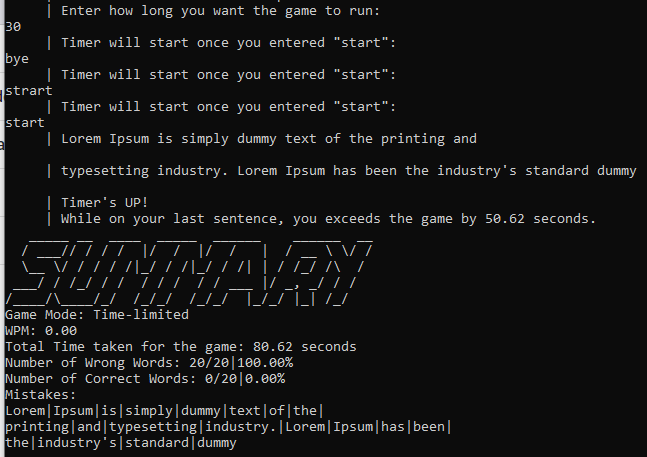 | Enter how long you want the game to run:
30
| Timer will start once you entered "start":
bye
| Timer will start once you entered "start":
strart
| Timer will start once you entered "start":
start
| Lorem Ipsum is simply dummy text of the printing and
| typesetting industry. Lorem Ipsum has been the industry's standard dummy
| Timer's UP!
| While on your last sentence, you exceeds the game by 50.62 seconds.
SUMMARY
Game Mode: Time-limited
WPM: 0.00
Total Time taken for the game: 80.62 seconds
Number of Wrong Words: 20/20|100.00%
Number of Correct Words: 0/20|0.00%
Mistakes:
Lorem|Ipsum|is|simply|dummy|text|of|the|
printing|and|typesetting|industry.|Lorem|Ipsum|has|been|
the|industry's|standard|dummy